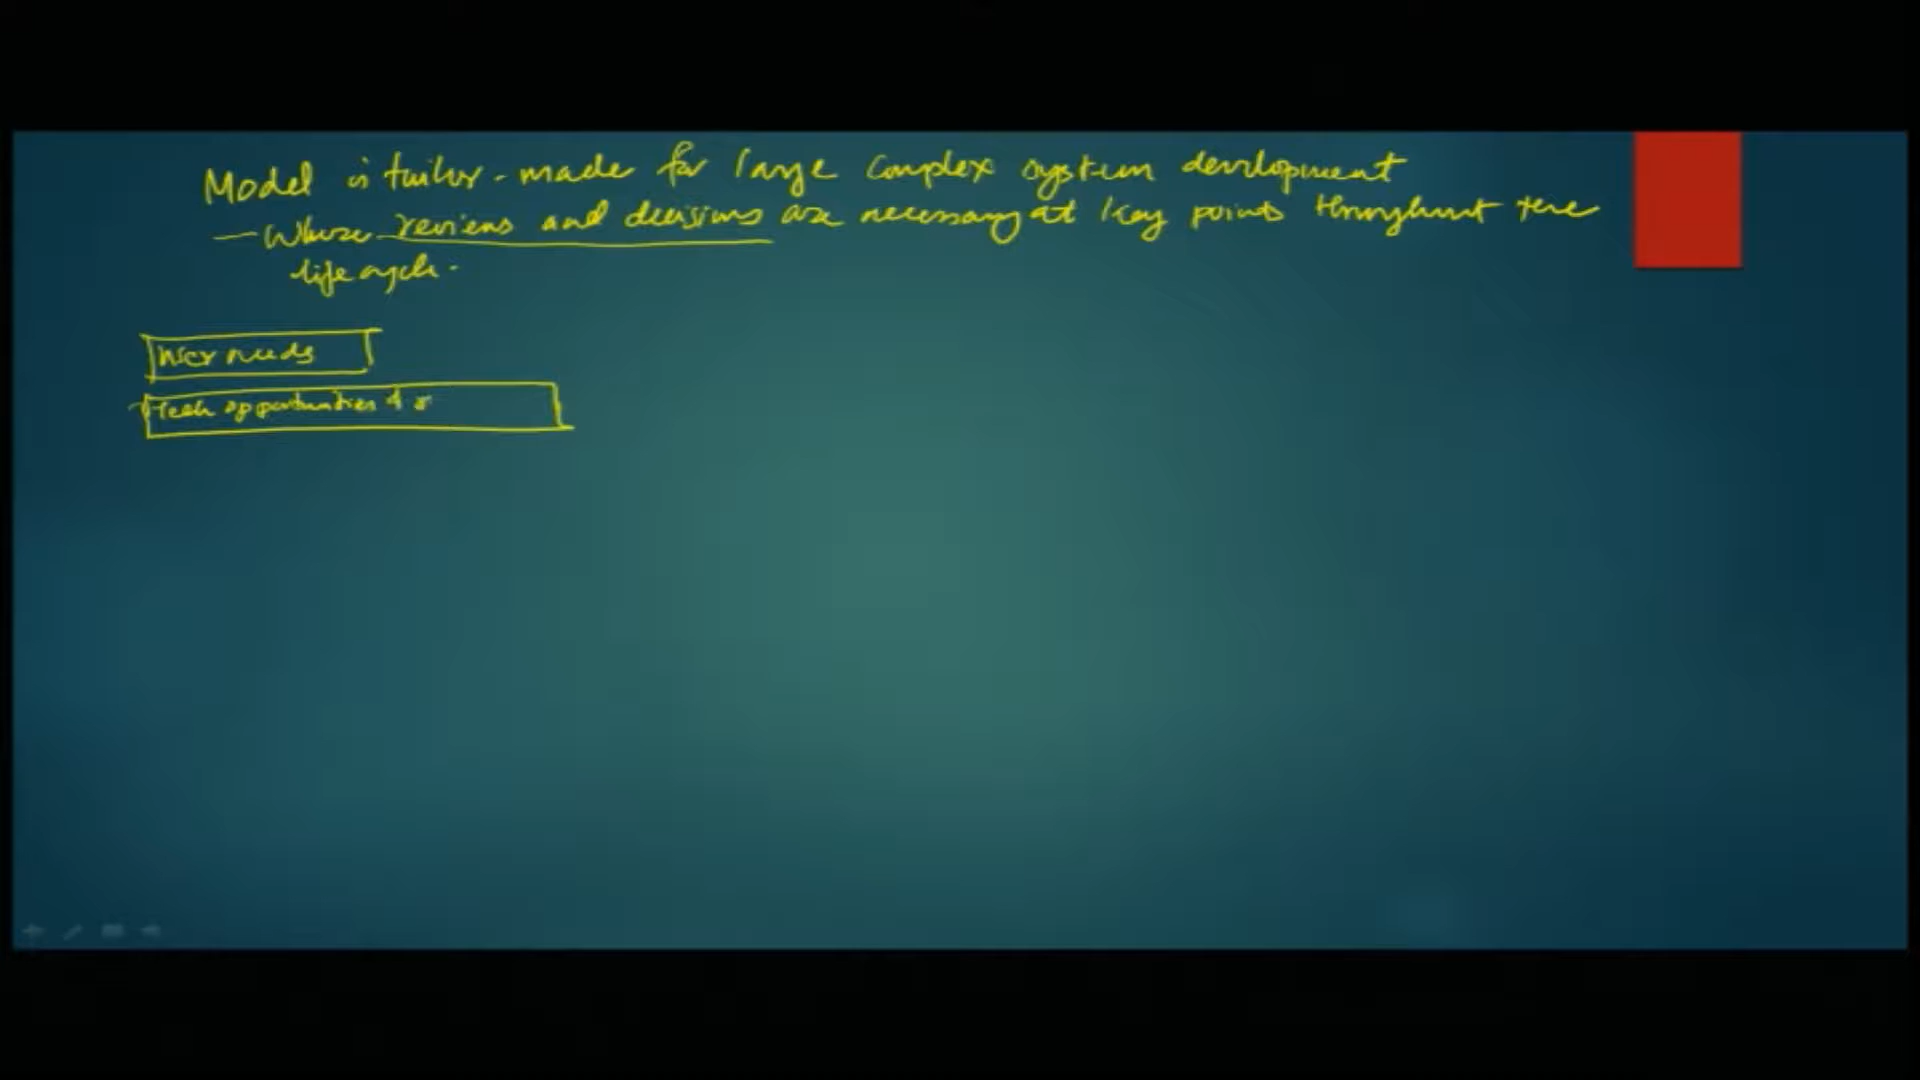 Model is tailor-made for large complex system development
— Whose reviews and decisions are necessary at key points throughout the
life cycle.
User needs
Tech opportunities &